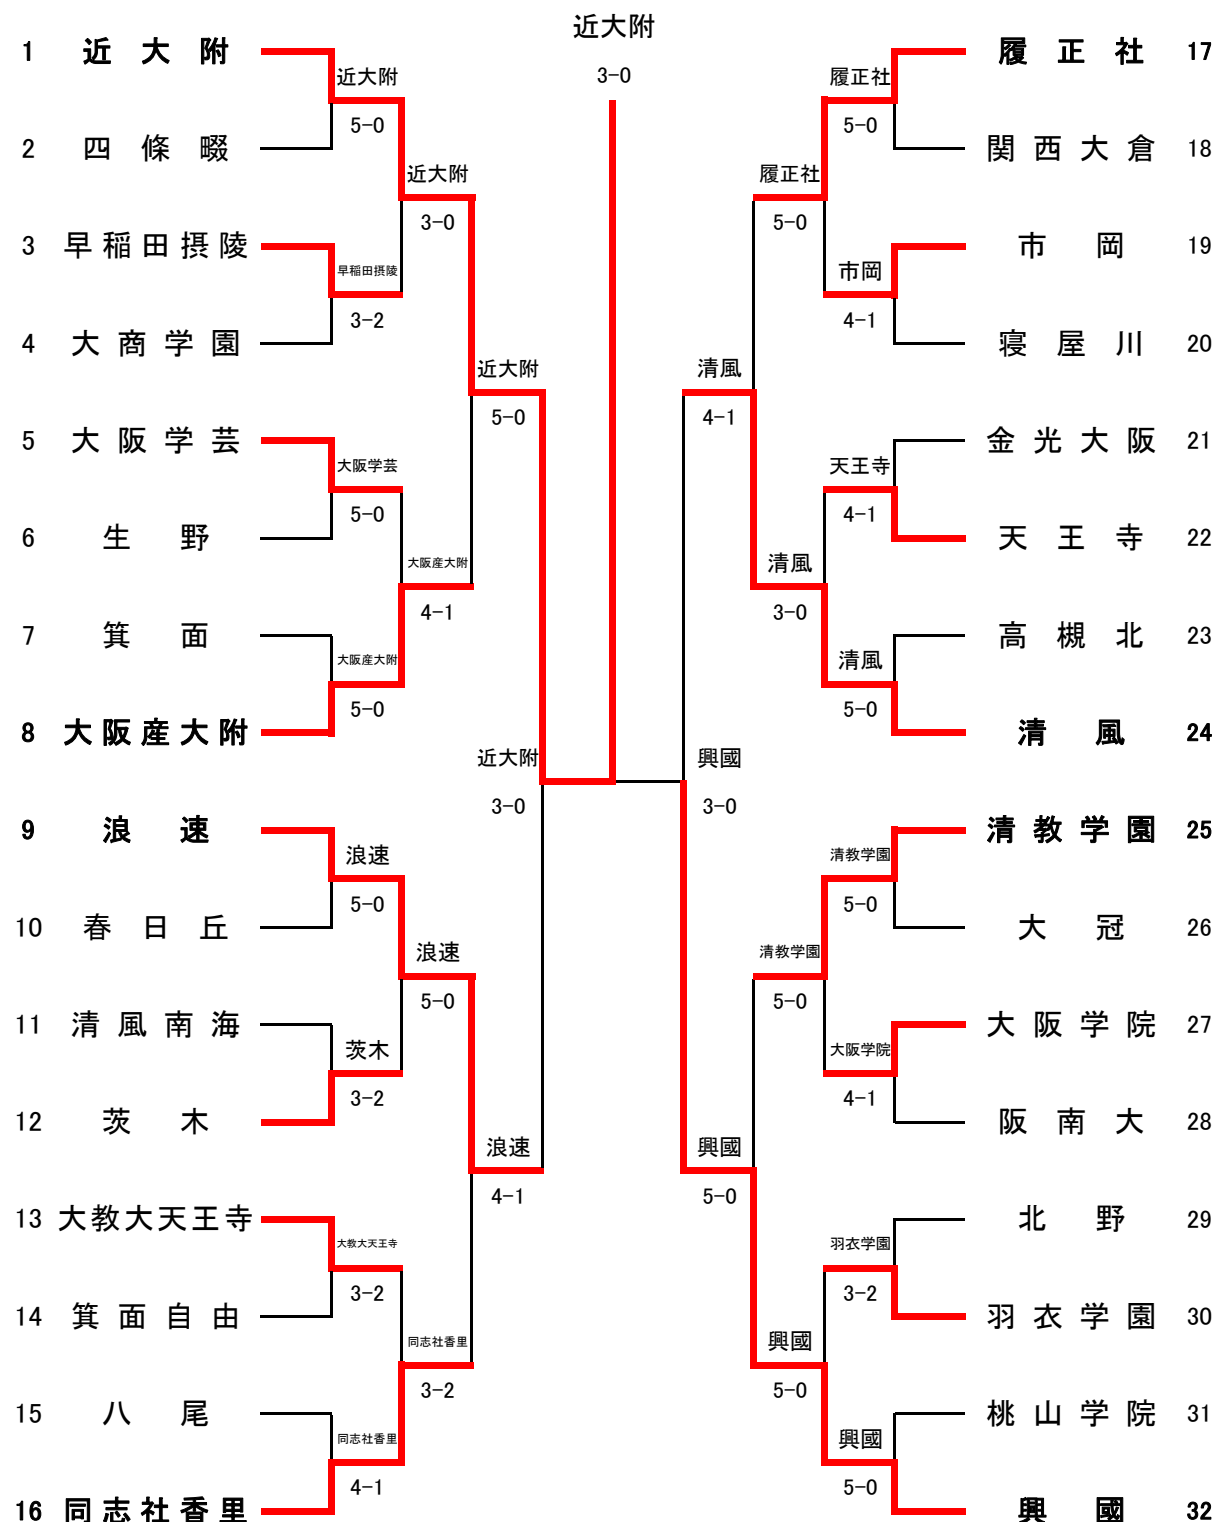 近大附
3-0
1 近大附
近大附
5-0
2 四條畷
近大附
3-0
3 早稲田摂陵
早稲田摂陵
3-2
4 大商学園
近大附
5-0
5 大阪学芸
大阪学芸
5-0
6 生野
大阪産大附
4-1
7 箕面
大阪産大附
5-0
8 大阪産大附
近大附
3-0
9 浪速
浪速
5-0
10 春日丘
浪速
5-0
11 清風南海
茨木
3-2
12 茨木
浪速
4-1
13 大教大天王寺
大教大天王寺
3-2
14 箕面自由
同志社香里
3-2
15 八尾
同志社香里
4-1
16 同志社香里
履正社 17
履正社
5-0
関西大倉 18
履正社
5-0
市岡 19
市岡
4-1
寝屋川 20
清風
4-1
金光大阪 21
天王寺
4-1
天王寺 22
清風
3-0
高槻北 23
清風
5-0
清風 24
興國
3-0
清教学園 25
清教学園
5-0
大冠 26
清教学園
5-0
大阪学院 27
大阪学院
4-1
阪南大 28
興國
5-0
北野 29
羽衣学園
3-2
羽衣学園 30
興國
5-0
桃山学院 31
興國
5-0
興國 32